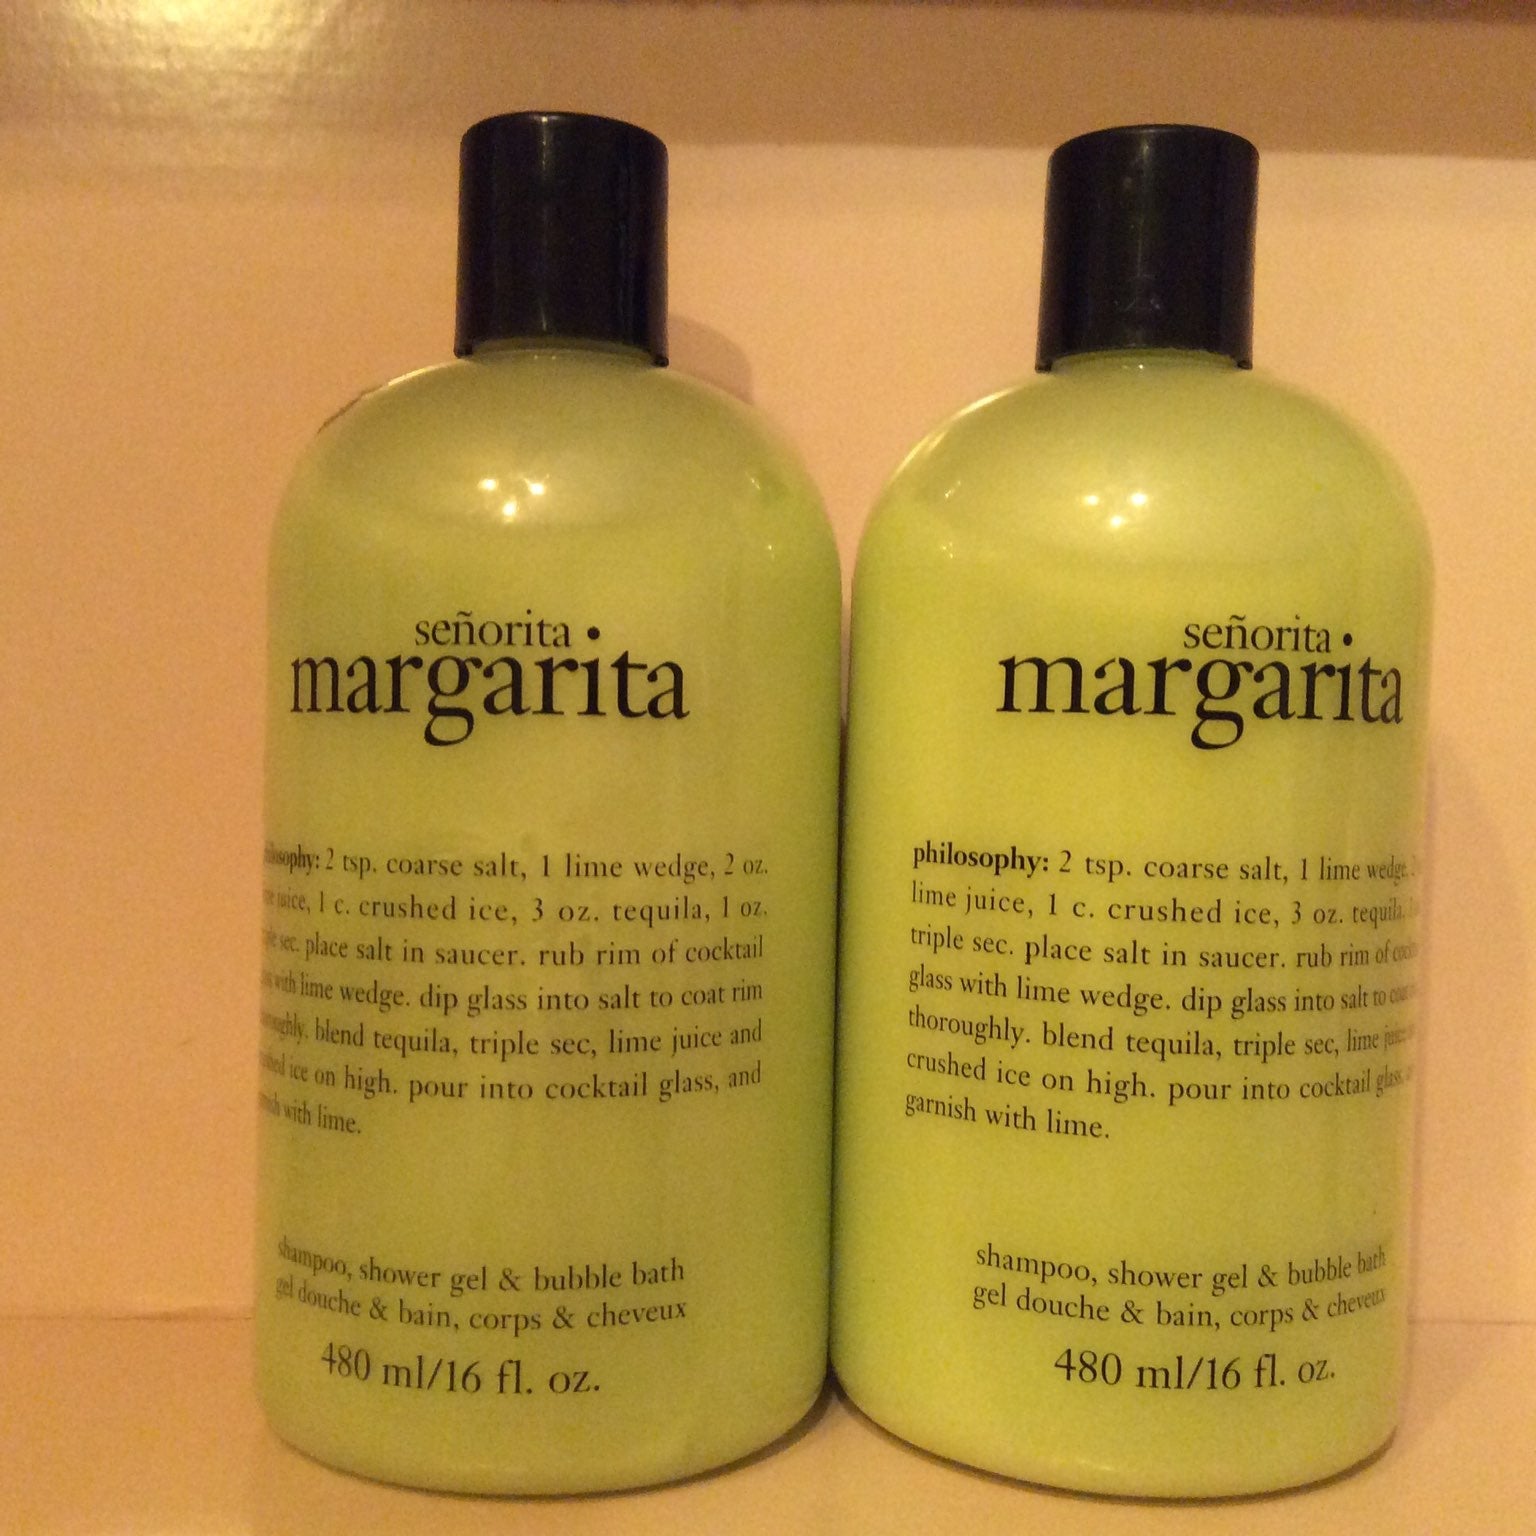 señorita •
margarita
2 tsp. coarse salt, 1 lime wedge, 2 oz.
juice, 1 c. crushed ice, 3 oz. tequila, 1 oz.
sec. place salt in saucer. rub rim of cocktail
with lime wedge. dip glass into salt to coat rim
blend tequila, triple sec, lime juice and
ice on high. pour into cocktail glass, and
with lime.
shampoo, shower gel & bubble bath
gel douche & bain, corps & cheveux
480 ml/16 fl. oz.
señorita •
margarita
philosophy: 2 tsp. coarse salt, 1 lime wedge,
lime juice, 1 c. crushed ice, 3 oz. tequila,
triple sec. place salt in saucer. rub rim of
glass with lime wedge. dip glass into salt to
thoroughly. blend tequila, triple sec, lime
crushed ice on high. pour into cocktail glass,
garnish with lime.
shampoo, shower gel & bubble bath
gel douche & bain, corps & cheveux
480 ml/16 fl. oz.